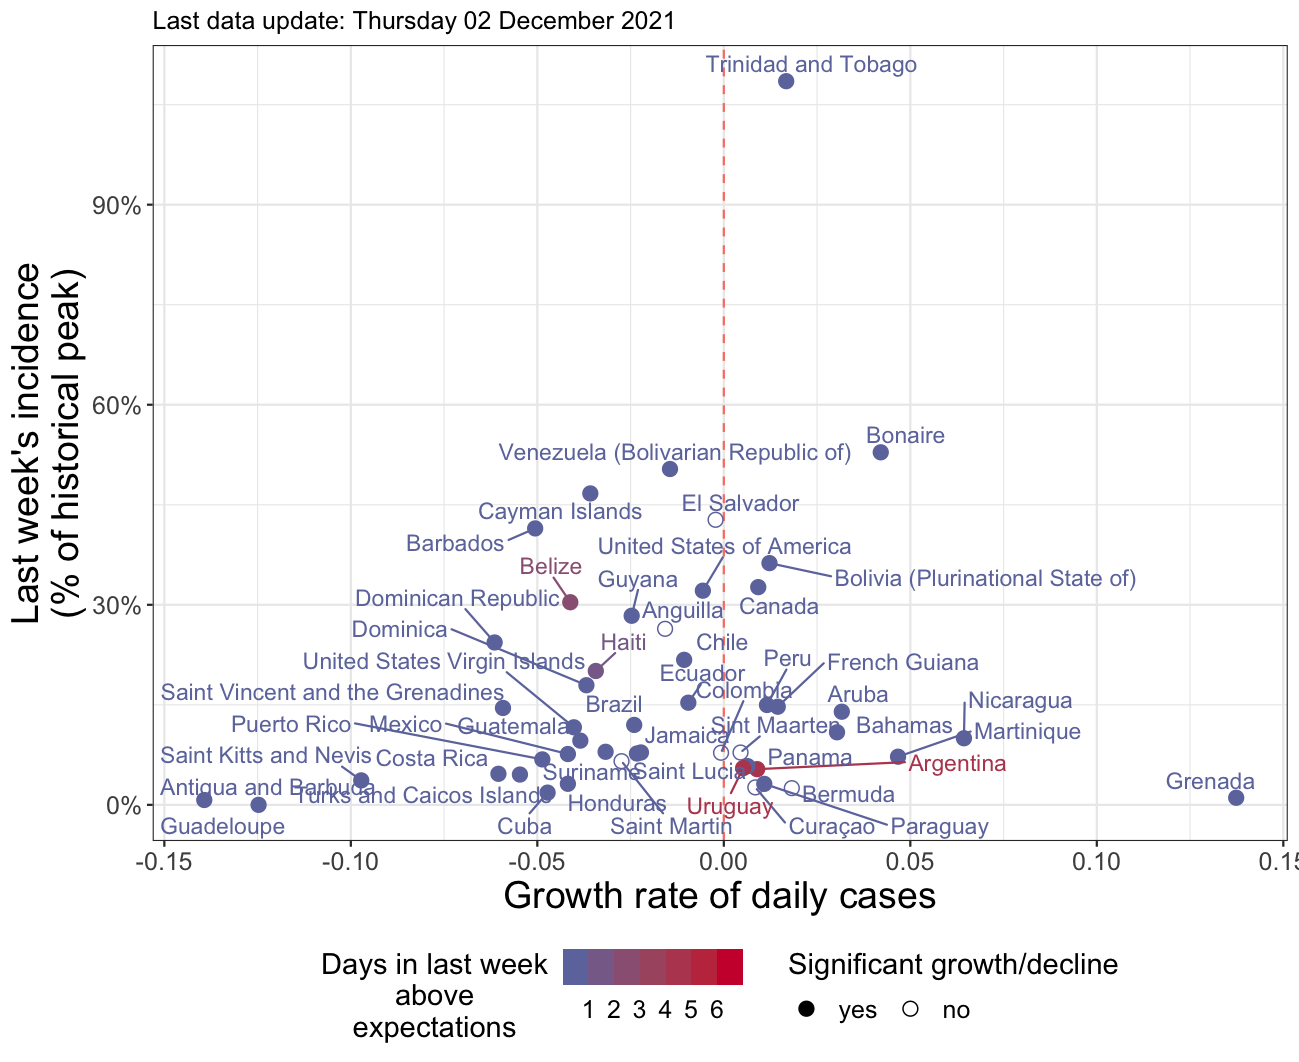 Last data update: Thursday 02 December 2021
Trinidad and Tobago
90%
60%
30%
0%
Last week's incidence
(% of historical peak)
Bonaire
Venezuela (Bolivarian Republic of)
El Salvador
Cayman Islands
Barbados
United States of America
Belize
Guyana
Bolivia (Plurinational State of)
Dominican Republic
Anguilla
Canada
Dominica
Haiti
Chile
United States Virgin Islands
Ecuador
Peru
French Guiana
Saint Vincent and the Grenadines
Brazil
Colombia
Aruba
Nicaragua
Puerto Rico
Mexico
Guatemala
Jamaica
Sint Maarten
Bahamas
Martinique
Saint Kitts and Nevis
Costa Rica
Suriname
Saint Lucia
Panama
Argentina
Antigua and Barbuda
Turks and Caicos Islands
Honduras
Uruguay
Bermuda
Grenada
Guadeloupe
Cuba
Saint Martin
Curaçao
Paraguay
-0.15 -0.10 -0.05 0.00 0.05 0.10 0.15
Growth rate of daily cases
Days in last week
above
expectations
1 2 3 4 5 6
Significant growth/decline
yes no